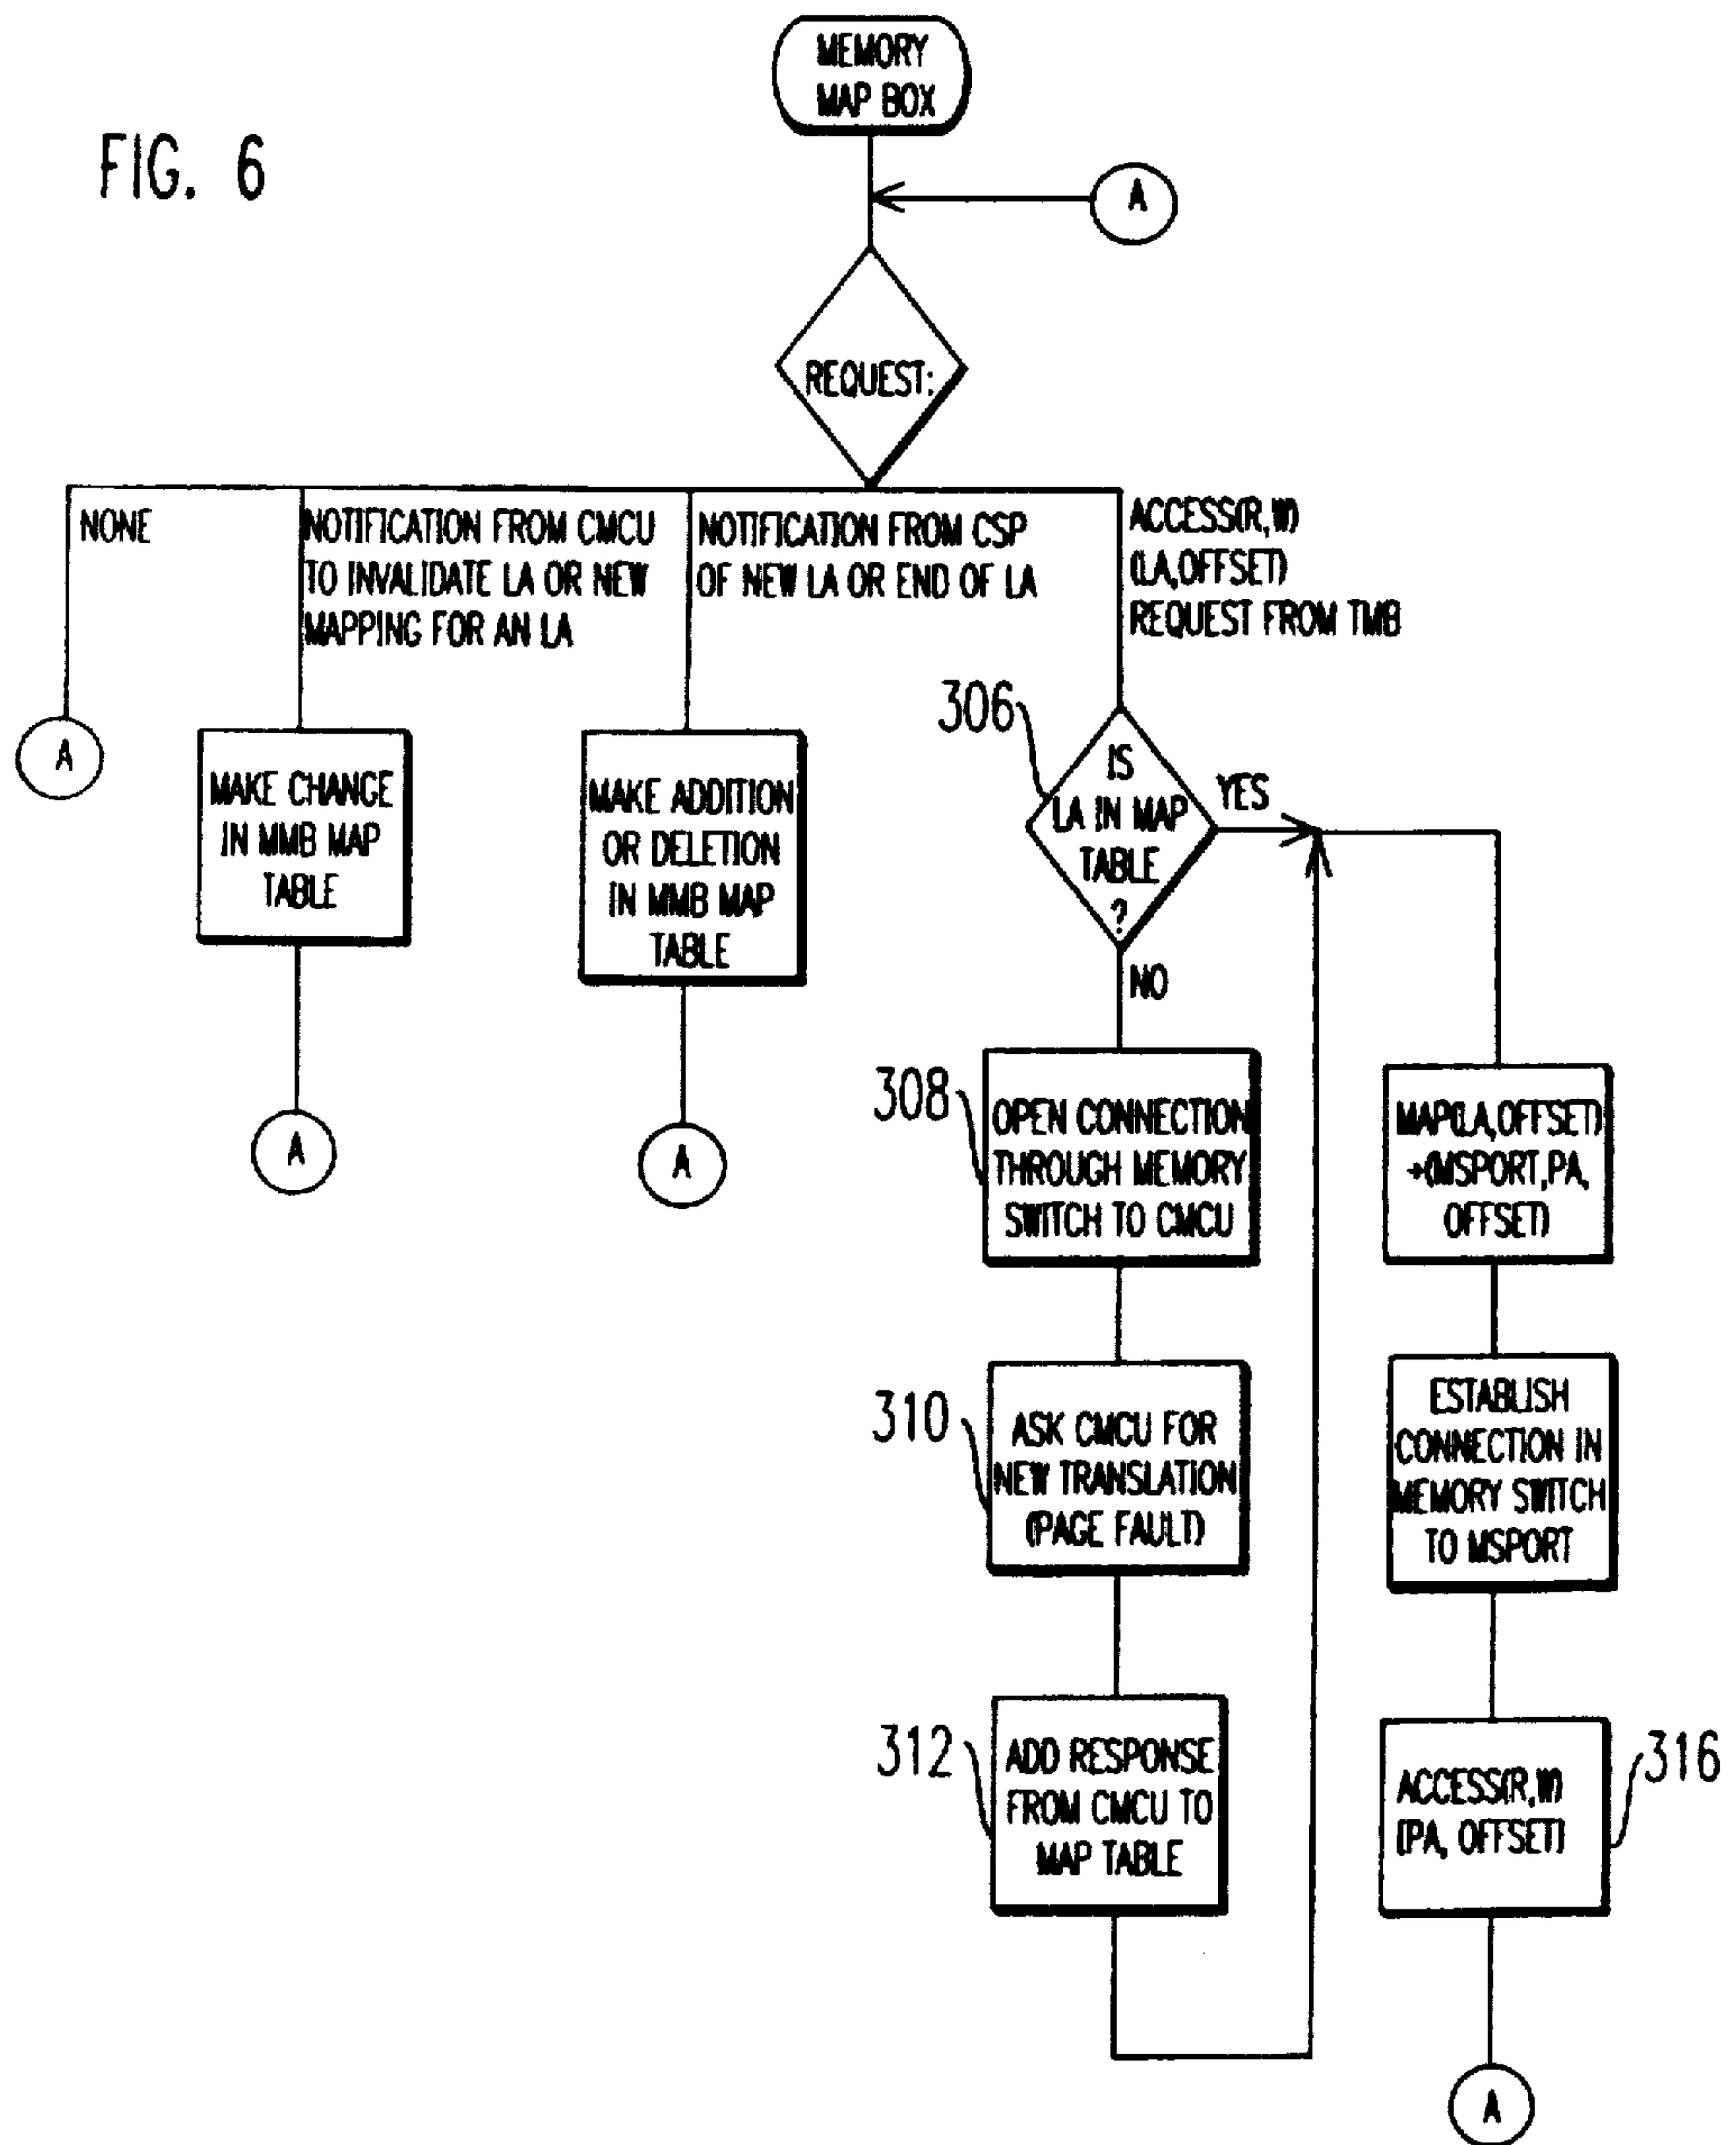 FIG. 6
MEMORY
MAP BOX
A
REQUEST:
NONE
NOTIFICATION FROM CMCU
TO INVALIDATE LA OR NEW
MAPPING FOR AN LA
NOTIFICATION FROM CSP
OF NEW LA OR END OF LA
ACCESS(R,W)
(LA,OFFSET)
REQUEST FROM TMB
A
MAKE CHANGE
IN MMB MAP
TABLE
A
MAKE ADDITION
OR DELETION
IN MMB MAP
TABLE
A
306
IS
LA IN MAP
TABLE
?
YES
NO
308
OPEN CONNECTION
THROUGH MEMORY
SWITCH TO CMCU
310
ASK CMCU FOR
NEW TRANSLATION
(PAGE FAULT)
312
ADD RESPONSE
FROM CMCU TO
MAP TABLE
MAP(LA,OFFSET)
→(MSPORT,PA,
OFFSET)
ESTABLISH
CONNECTION IN
MEMORY SWITCH
TO MSPORT
ACCESS(R,W)
(PA, OFFSET)
316
A